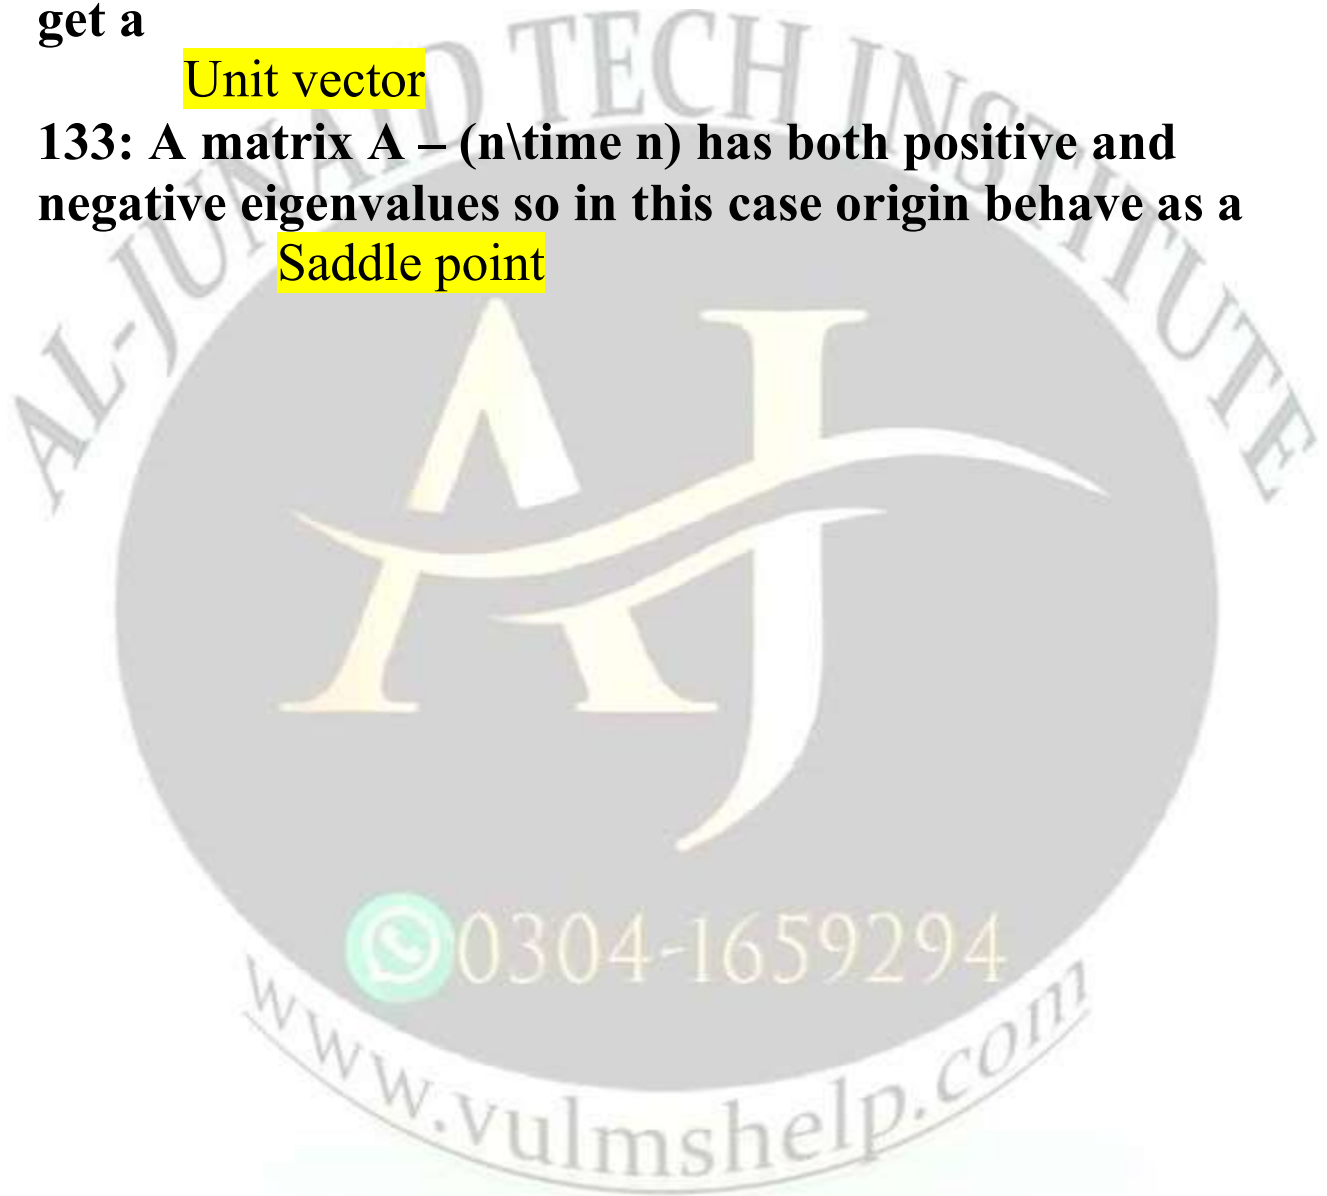 get a
Unit vector
133: A matrix A – (n\time n) has both positive and
negative eigenvalues so in this case origin behave as a
Saddle point
AL-JUNAID TECH INSTITUTE
AJ
0304-1659294
www.vulmshelp.com